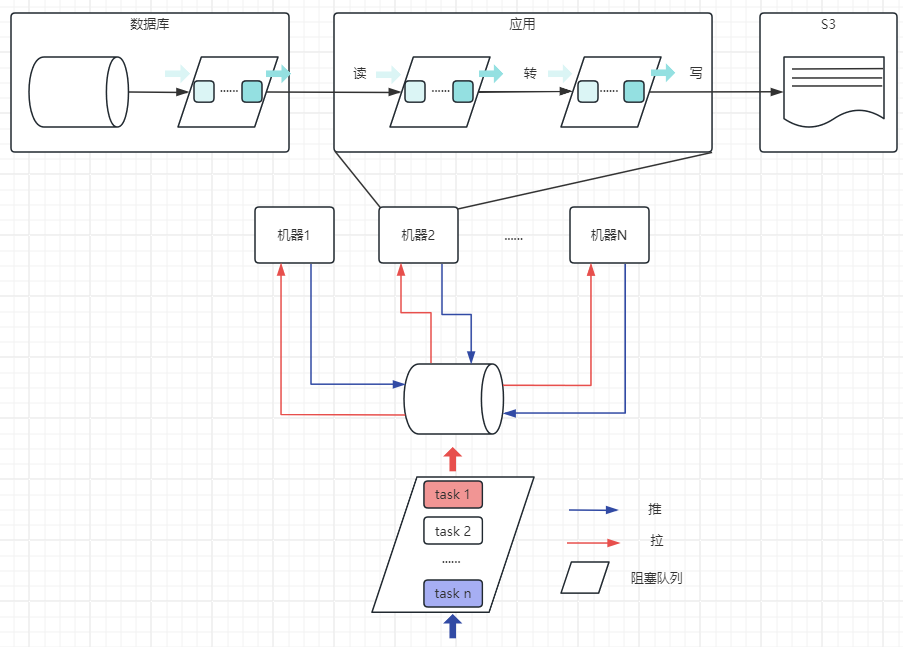 数据库
应用
S3
读
转
写
......
......
......
机器1
机器2
......
机器N
task 1
task 2
......
task n
推
拉
阻塞队列